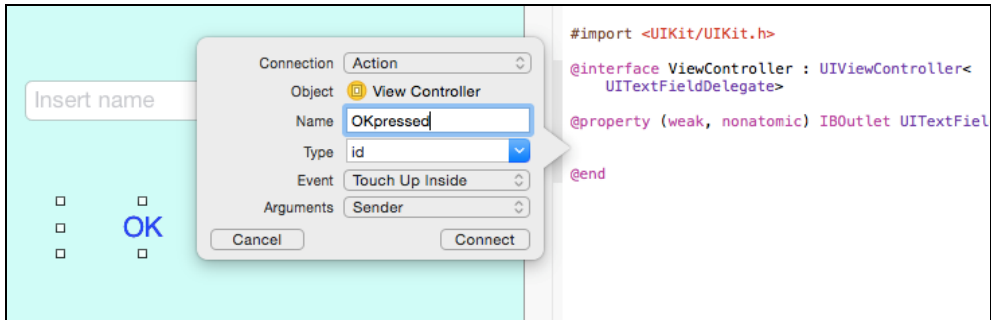 Insert name
OK
Connection Action
Object View Controller
Name OKpressed
Type id
Event Touch Up Inside
Arguments Sender
Cancel Connect
#import <UIKit/UIKit.h>
@interface ViewController : UIViewController<
UITextFieldDelegate>
@property (weak, nonatomic) IBOutlet UITextFiel
@end